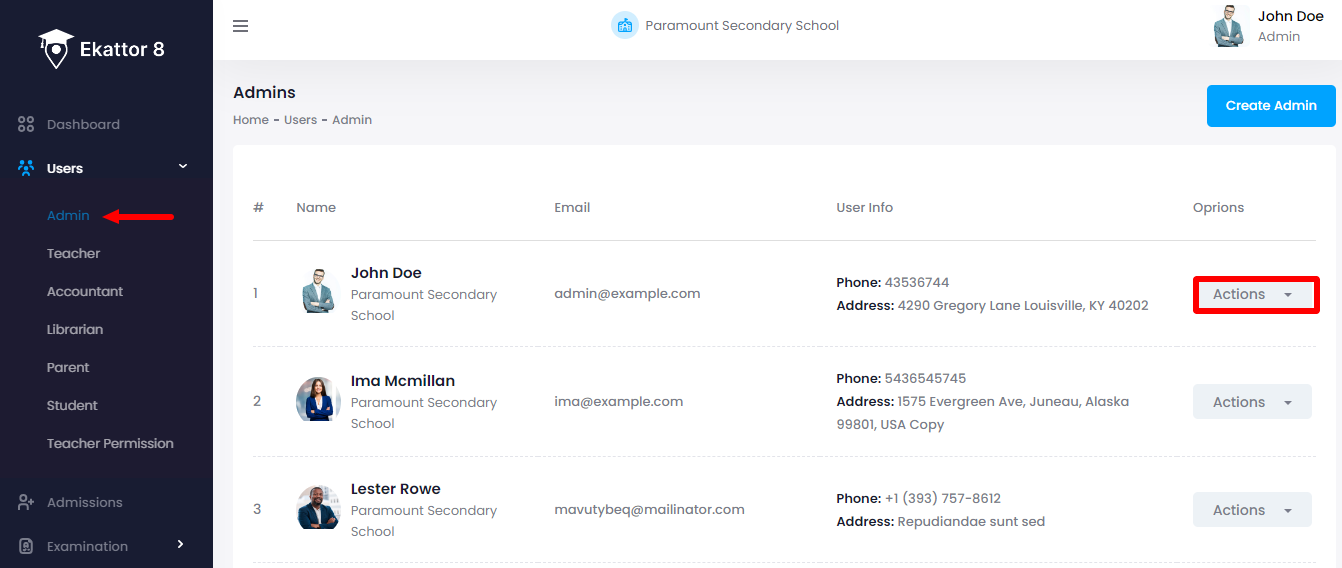 Ekattor 8
Paramount Secondary School
John Doe
Admin
Dashboard
Users
Admin
Teacher
Accountant
Librarian
Parent
Student
Teacher Permission
Admissions
Examination
Admins
Home - Users - Admin
Create Admin
# Name Email User Info Oprions
1
John Doe
Paramount Secondary
School
admin@example.com
Phone: 43536744
Address: 4290 Gregory Lane Louisville, KY 40202
Actions
2
Ima Mcmillan
Paramount Secondary
School
ima@example.com
Phone: 5436545745
Address: 1575 Evergreen Ave, Juneau, Alaska
99801, USA Copy
Actions
3
Lester Rowe
Paramount Secondary
School
mavutybeq@mailinator.com
Phone: +1 (393) 757-8612
Address: Repudiandae sunt sed
Actions